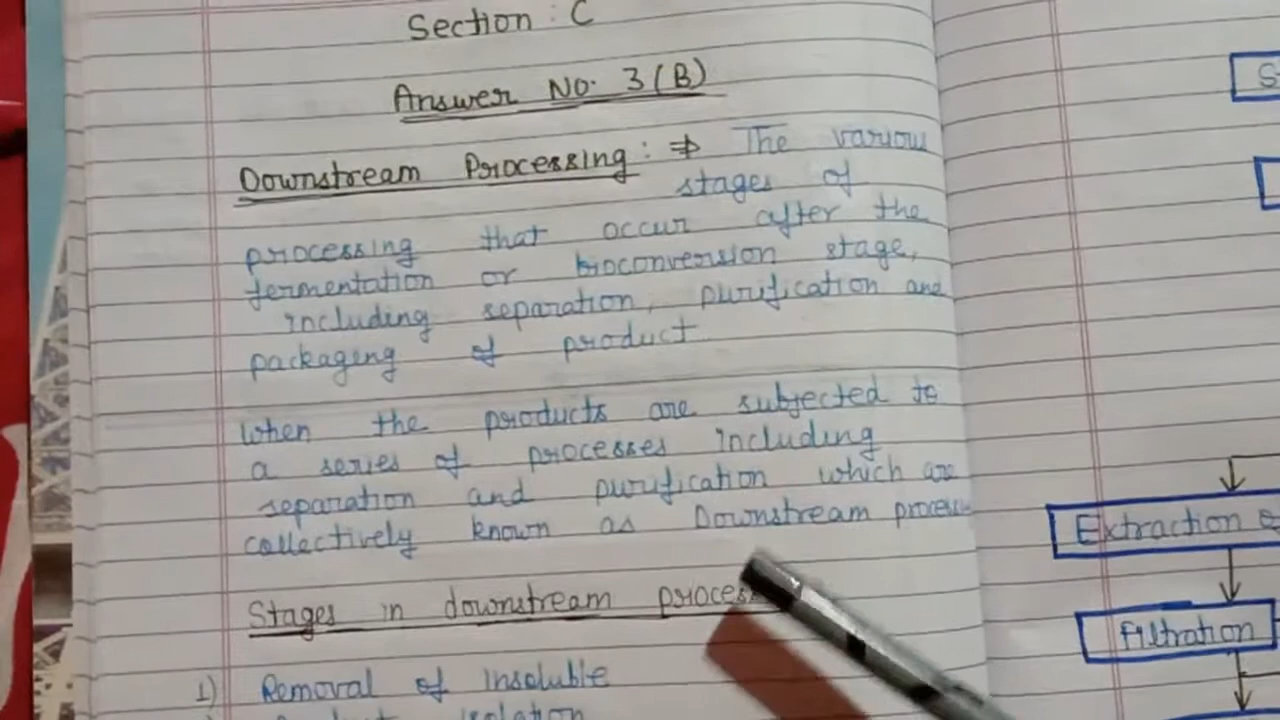 Section : C
Answer No. 3 (B)
Downstream Processing : ⇒ The various
stages of
processing that occur after the
fermentation or bioconversion stage,
including separation, purification and
packaging of product
When the products are subjected to
a series of processes including
separation and purification which are
collectively known as Downstream
Stages in downstream
1) Removal of insoluble
isolation
Extraction
Filtration